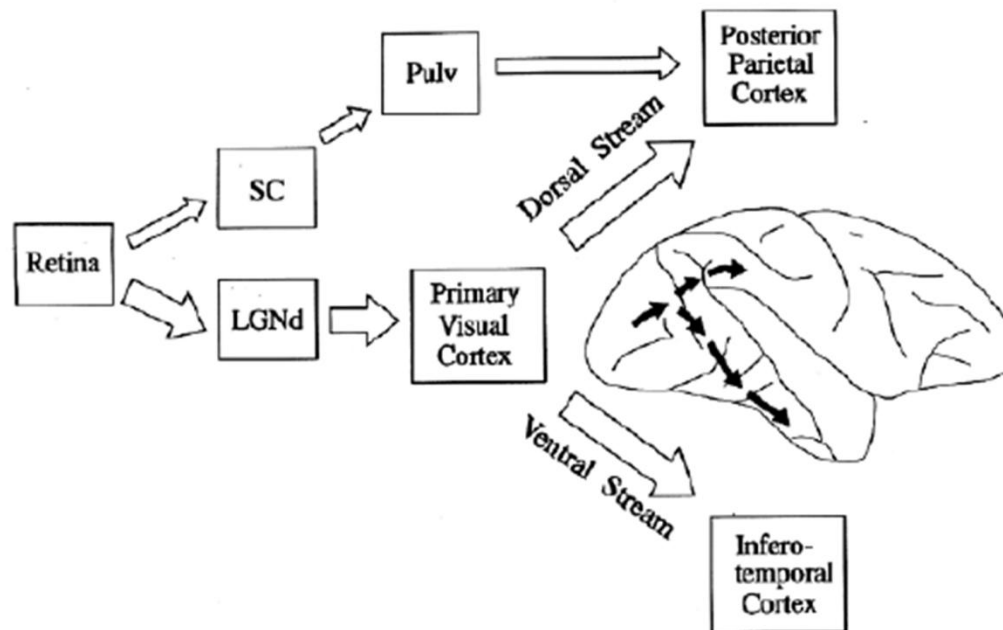 Pulv
Posterior
Parietal
Cortex
SC
Dorsal Stream
Retina
LGNd
Primary
Visual
Cortex
Ventral Stream
Infero-
temporal
Cortex